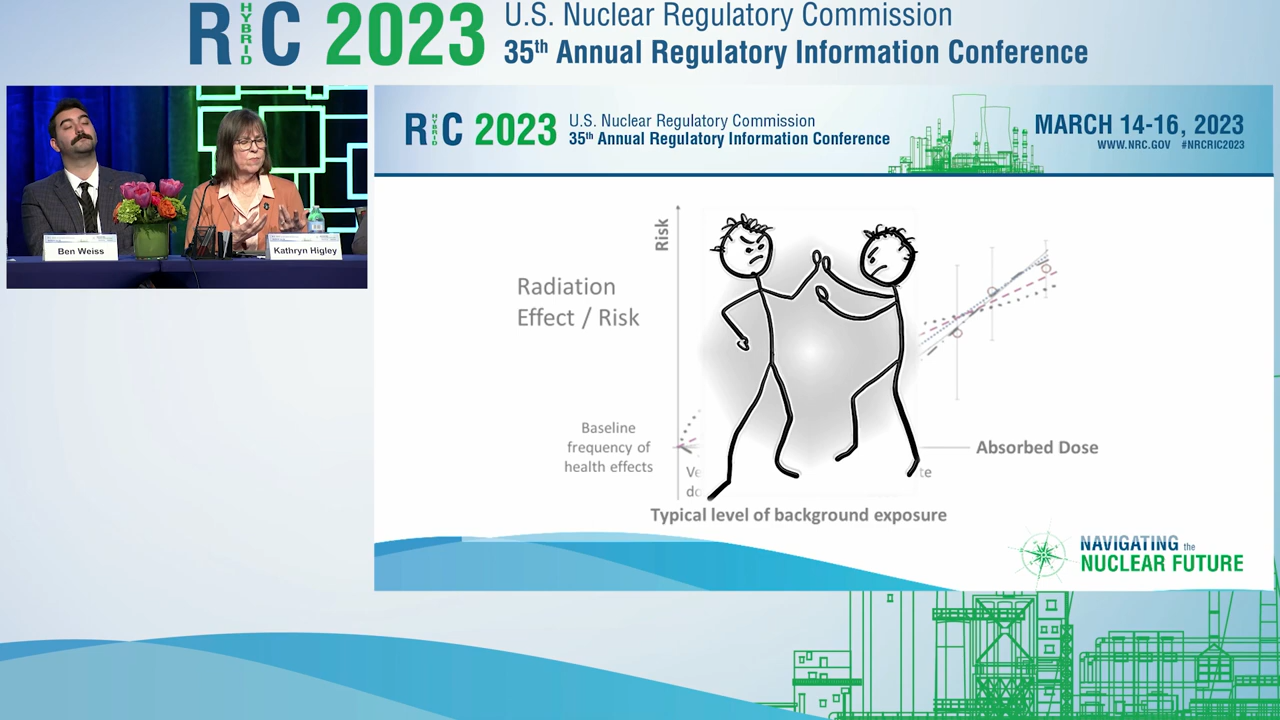 RIC 2023
HYBRID
U.S. Nuclear Regulatory Commission
35th Annual Regulatory Information Conference
Ben Weiss
Kathryn Higley
RIC 2023
HYBRID
U.S. Nuclear Regulatory Commission
35th Annual Regulatory Information Conference
MARCH 14-16, 2023
WWW.NRC.GOV #NRCRIC2023
Risk
Radiation
Effect / Risk
Baseline
frequency of
health effects
Absorbed Dose
Typical level of background exposure
NAVIGATING the
NUCLEAR FUTURE